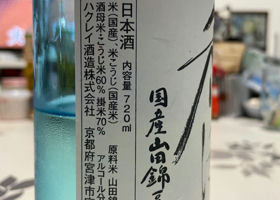 日本酒 内容量 720ml
米(国産)、米こうじ(国産米)
酒母米・こうじ米60% 掛米70%
原料米 山田錦
アルコール分
ハクレイ酒造株式会社
京都府宮津市
国産山田錦